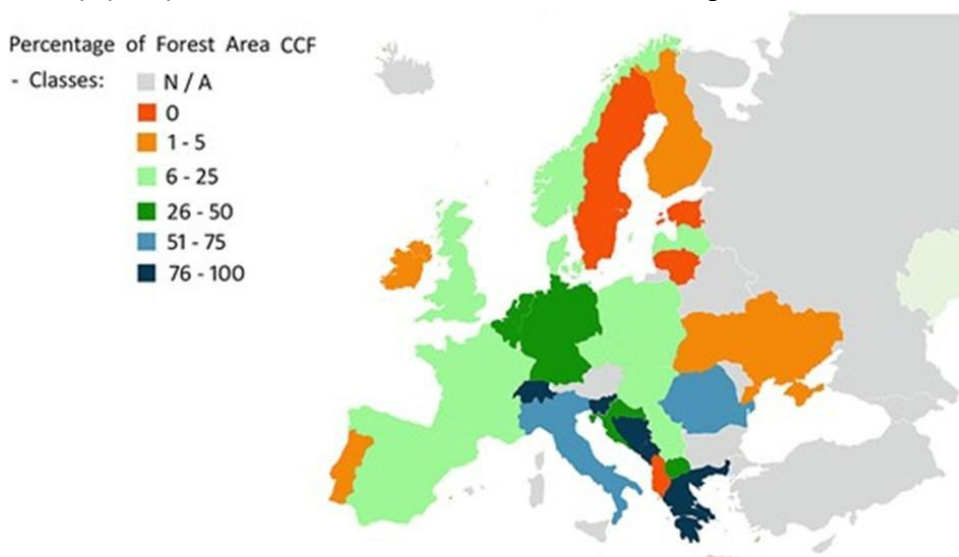 Percentage of Forest Area CCF
- Classes:
N / A
0
1 - 5
6 - 25
26 - 50
51 - 75
76 - 100